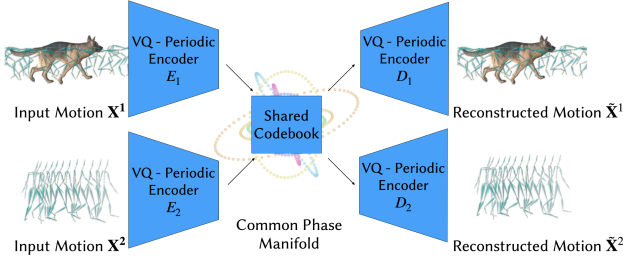 VQ - Periodic
Encoder
E₁
Input Motion X¹
VQ - Periodic
Encoder
D₁
Reconstructed Motion X̃¹
Shared
Codebook
VQ - Periodic
Encoder
E₂
Input Motion X²
Common Phase
Manifold
VQ - Periodic
Encoder
D₂
Reconstructed Motion X̃²